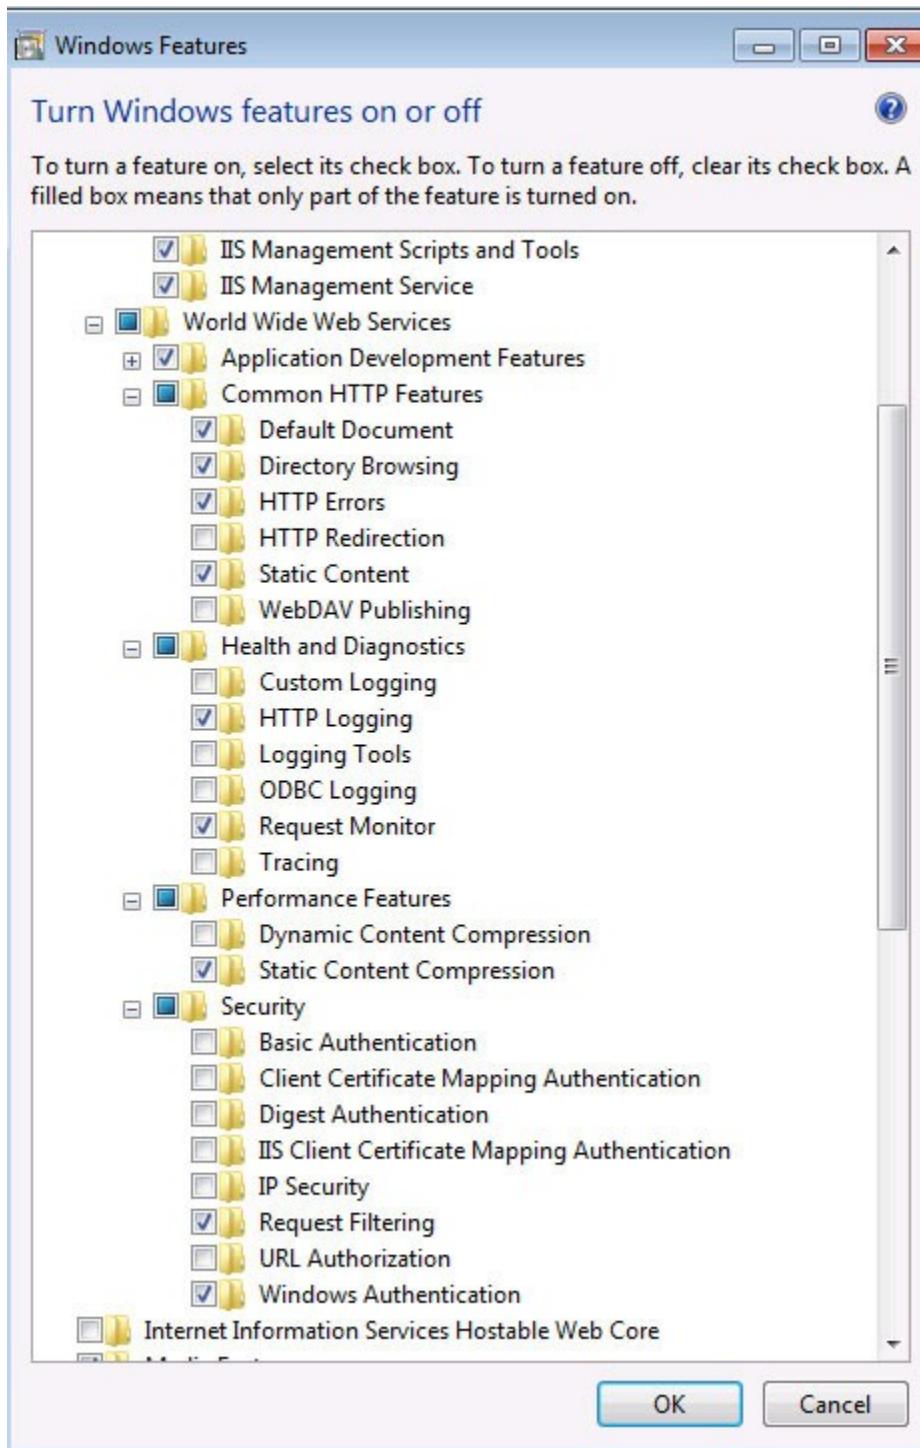 Windows Features
Turn Windows features on or off
To turn a feature on, select its check box. To turn a feature off, clear its check box. A
filled box means that only part of the feature is turned on.
IIS Management Scripts and Tools
IIS Management Service
World Wide Web Services
Application Development Features
Common HTTP Features
Default Document
Directory Browsing
HTTP Errors
HTTP Redirection
Static Content
WebDAV Publishing
Health and Diagnostics
Custom Logging
HTTP Logging
Logging Tools
ODBC Logging
Request Monitor
Tracing
Performance Features
Dynamic Content Compression
Static Content Compression
Security
Basic Authentication
Client Certificate Mapping Authentication
Digest Authentication
IIS Client Certificate Mapping Authentication
IP Security
Request Filtering
URL Authorization
Windows Authentication
Internet Information Services Hostable Web Core
OK Cancel